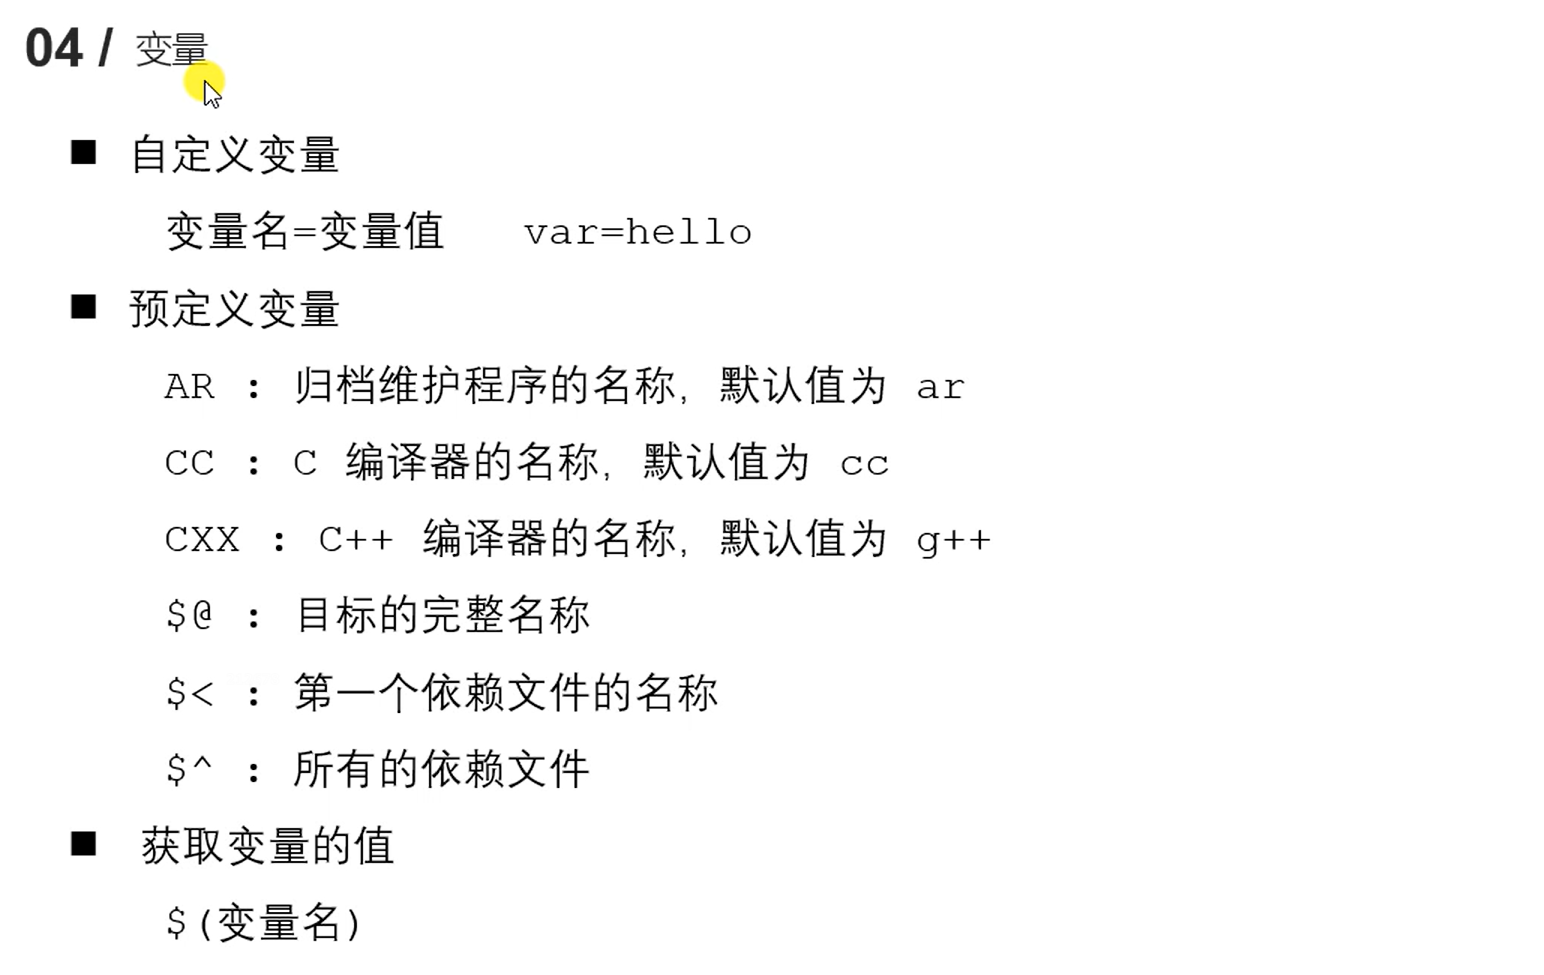 04 / 变量
■ 自定义变量
变量名=变量值 var=hello
■ 预定义变量
AR : 归档维护程序的名称, 默认值为 ar
CC : C 编译器的名称, 默认值为 cc
CXX : C++ 编译器的名称, 默认值为 g++
$@ : 目标的完整名称
$< : 第一个依赖文件的名称
$^ : 所有的依赖文件
■ 获取变量的值
$(变量名)